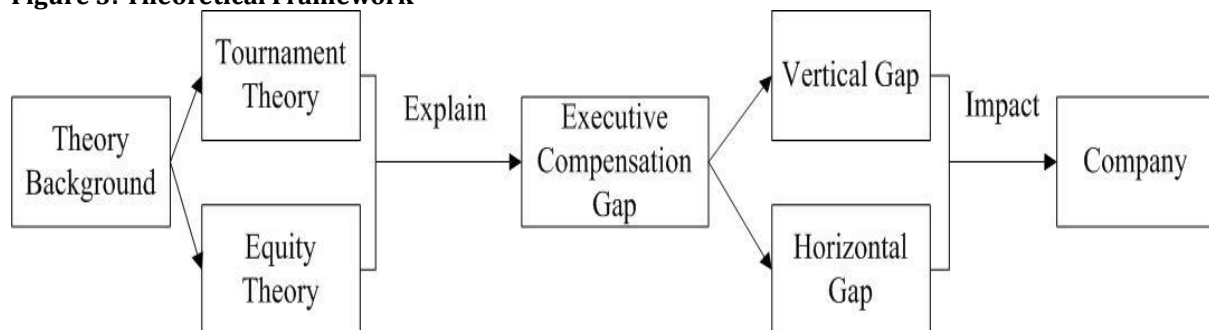 Figure 3: Theoretical Framework
Theory
Background
Tournament
Theory
Equity
Theory
Explain
Executive
Compensation
Gap
Vertical Gap
Horizontal
Gap
Impact
Company